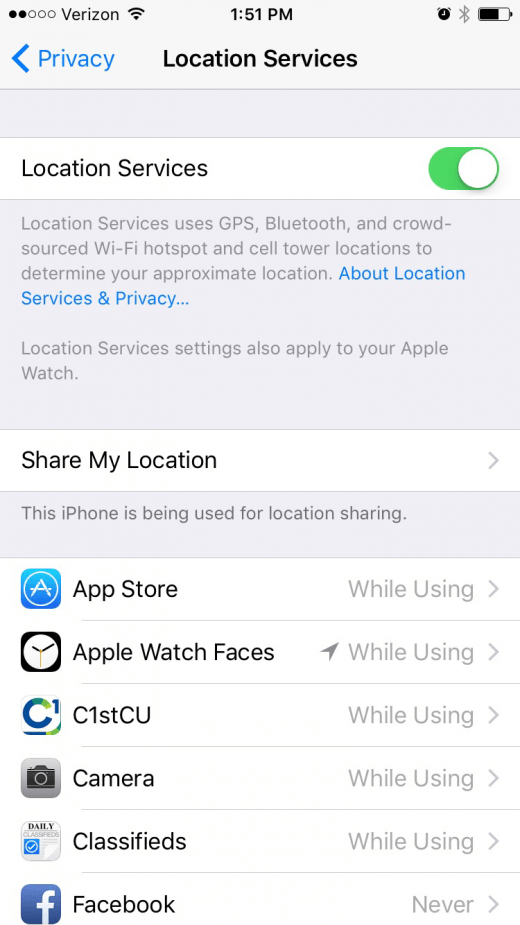 Verizon 1:51 PM
Privacy Location Services
Location Services
Location Services uses GPS, Bluetooth, and crowd-
sourced Wi-Fi hotspot and cell tower locations to
determine your approximate location. About Location
Services & Privacy...
Location Services settings also apply to your Apple
Watch.
Share My Location
This iPhone is being used for location sharing.
App Store While Using
Apple Watch Faces While Using
C1 C1stCU While Using
Camera While Using
DAILY
CLASSIFIEDS
Classifieds While Using
f Facebook Never